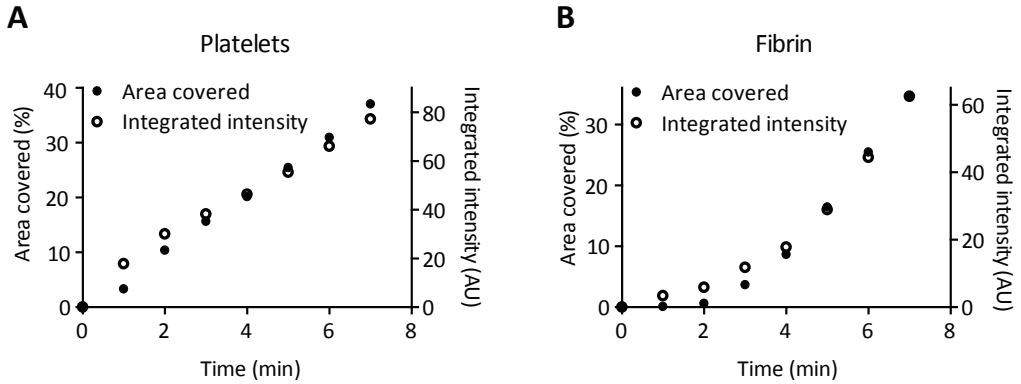 A
Platelets
Area covered
Integrated intensity
Area covered (%)
40
30
20
10
0
Integrated intensity (AU)
80
60
40
20
0
0 2 4 6 8
Time (min)
B
Fibrin
Area covered
Integrated intensity
Area covered (%)
30
20
10
0
Integrated intensity (AU)
60
40
20
0
0 2 4 6 8
Time (min)